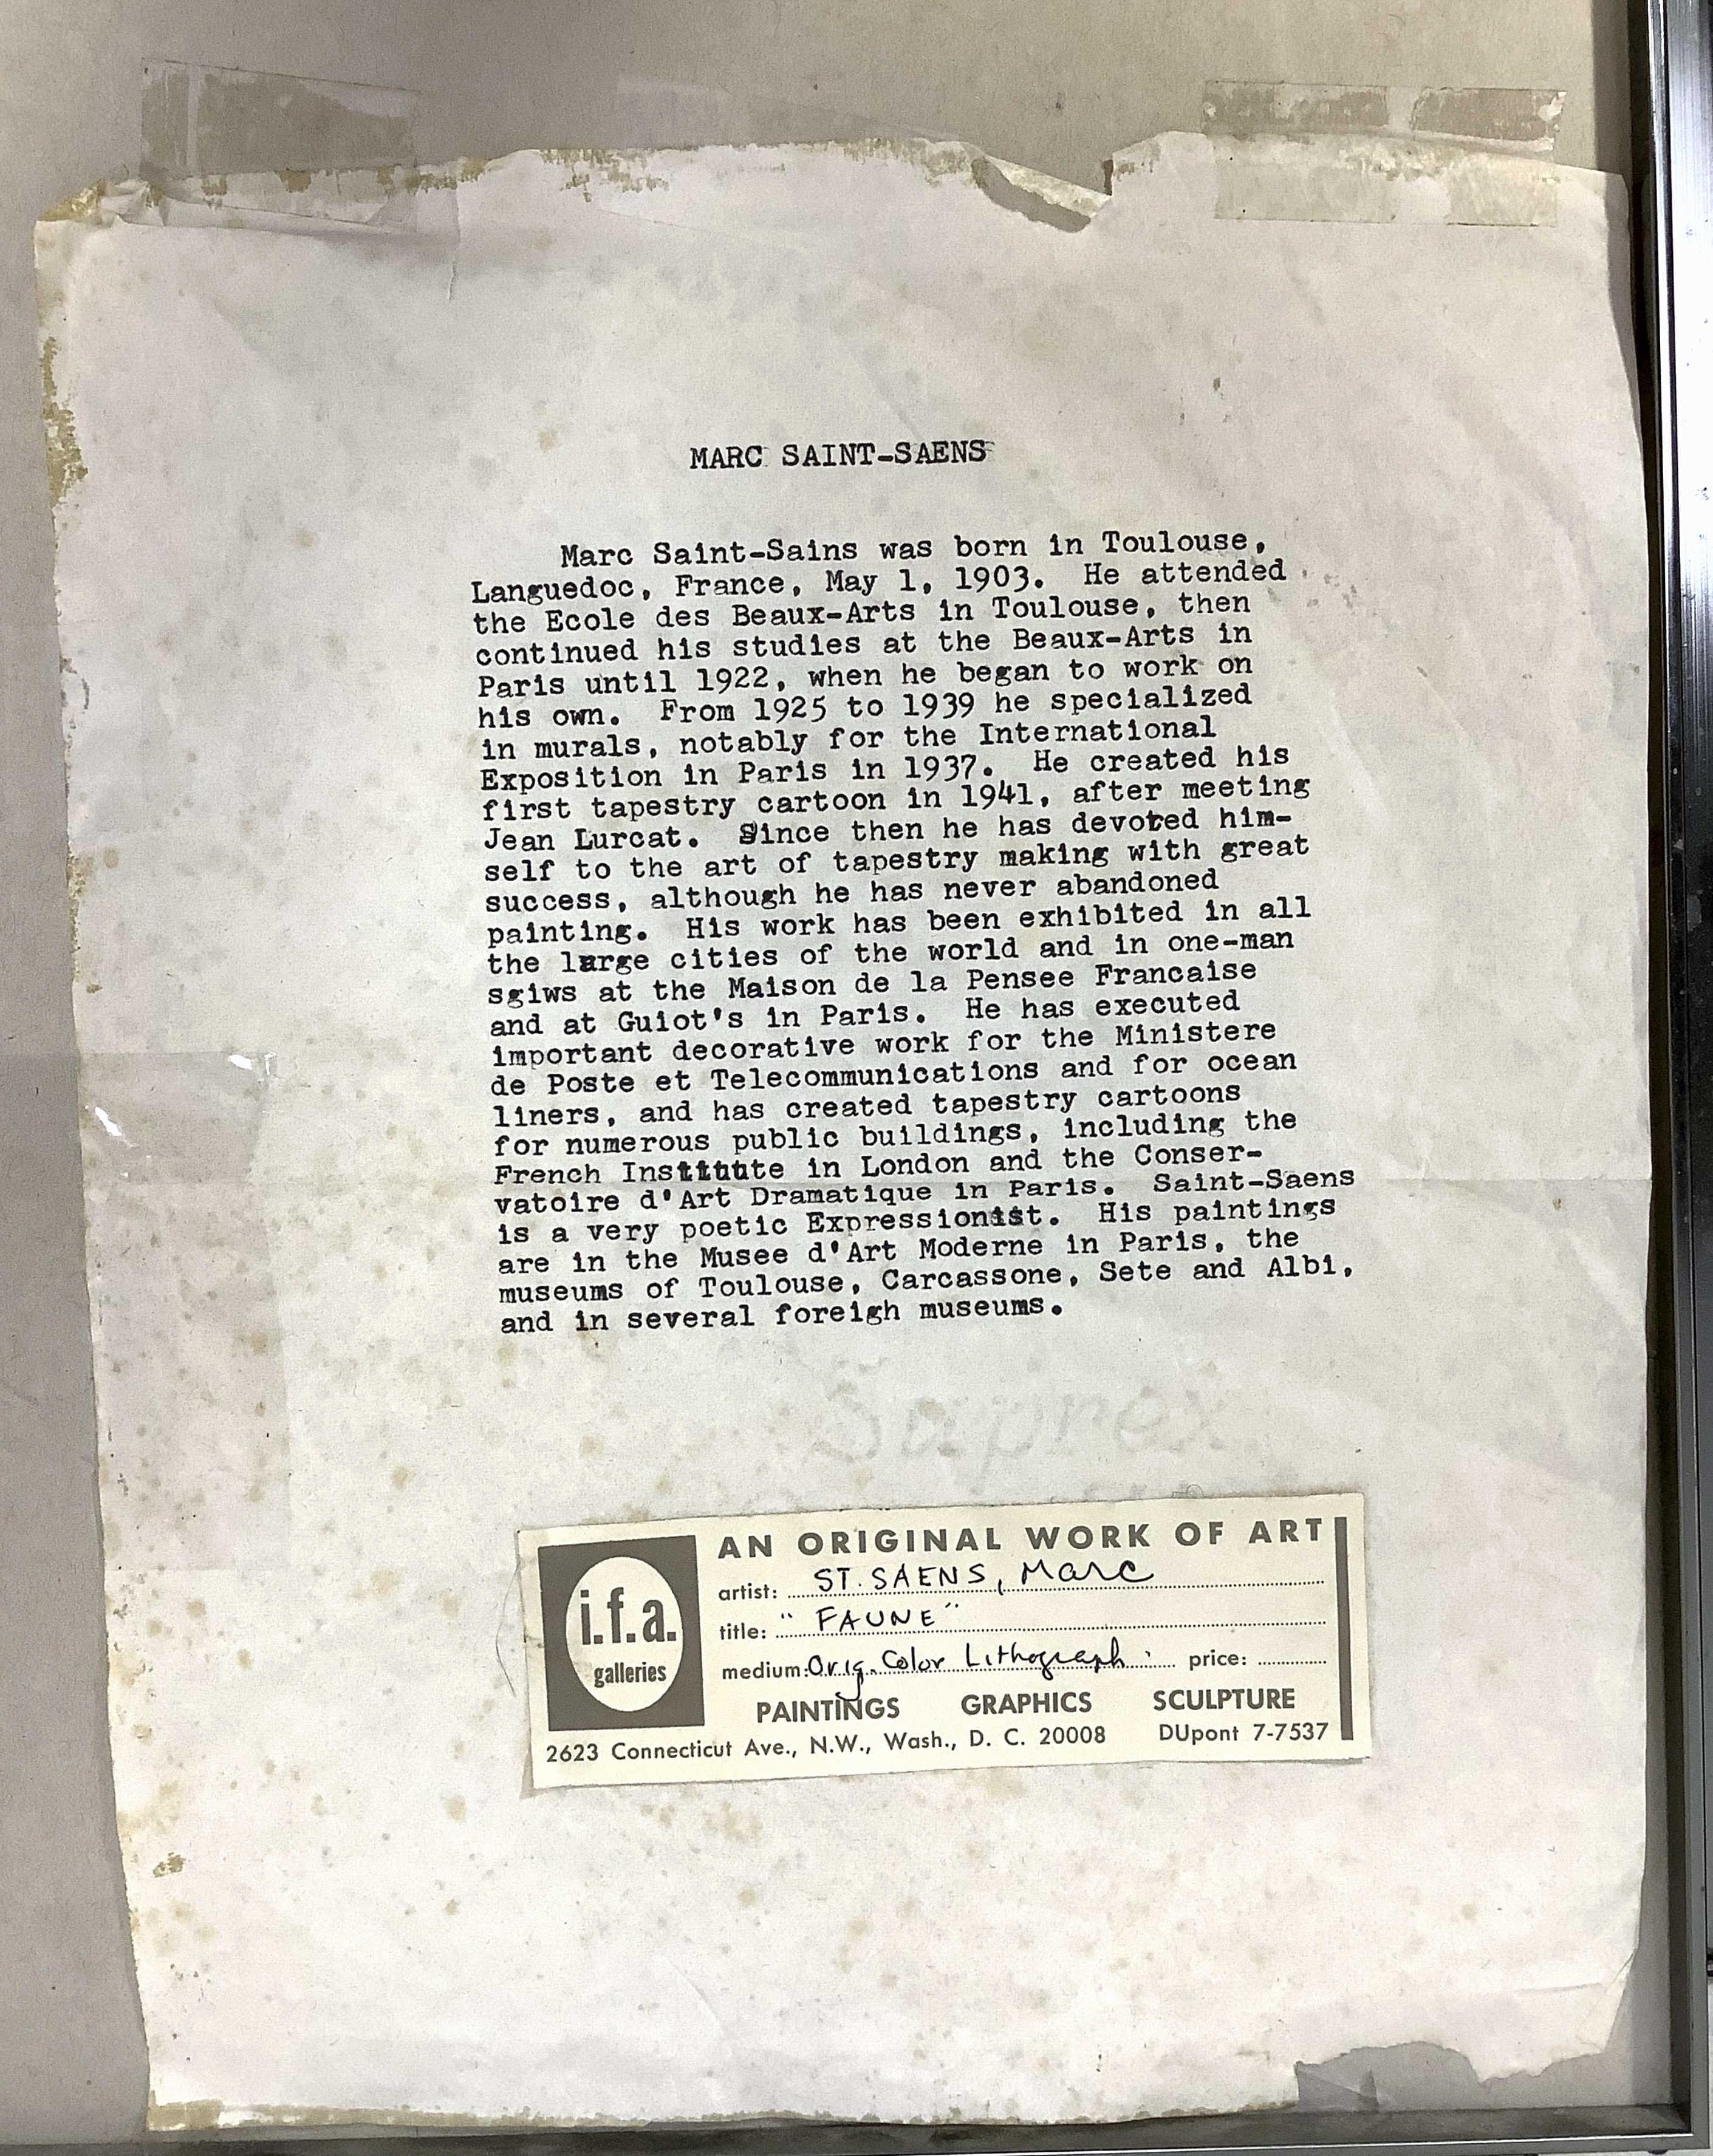 MARC SAINT-SAENS
Marc Saint-Sains was born in Toulouse,
Languedoc, France, May 1, 1903. He attended
the Ecole des Beaux-Arts in Toulouse, then
continued his studies at the Beaux-Arts in
Paris until 1922, when he began to work on
his own. From 1925 to 1939 he specialized
in murals, notably for the International
Exposition in Paris in 1937. He created his
first tapestry cartoon in 1941, after meeting
Jean Lurcat. Since then he has devoted him-
self to the art of tapestry making with great
success, although he has never abandoned
painting. His work has been exhibited in all
the large cities of the world and in one-man
sgiws at the Maison de la Pensee Francaise
and at Guiot's in Paris. He has executed
important decorative work for the Ministere
de Poste et Telecommunications and for ocean
liners, and has created tapestry cartoons
for numerous public buildings, including the
French Institute in London and the Conser-
vatoire d'Art Dramatique in Paris. Saint-Saens
is a very poetic Expressionist. His paintings
are in the Musee d'Art Moderne in Paris, the
museums of Toulouse, Carcassone, Sete and Albi,
and in several foreigh museums.
i.f.a.
galleries
AN ORIGINAL WORK OF ART
artist: ST. SAENS, Marc
title: "FAUNE"
medium: Orig. Color Lithograph. price:
PAINTINGS GRAPHICS SCULPTURE
2623 Connecticut Ave., N.W., Wash., D. C. 20008 DUpont 7-7537